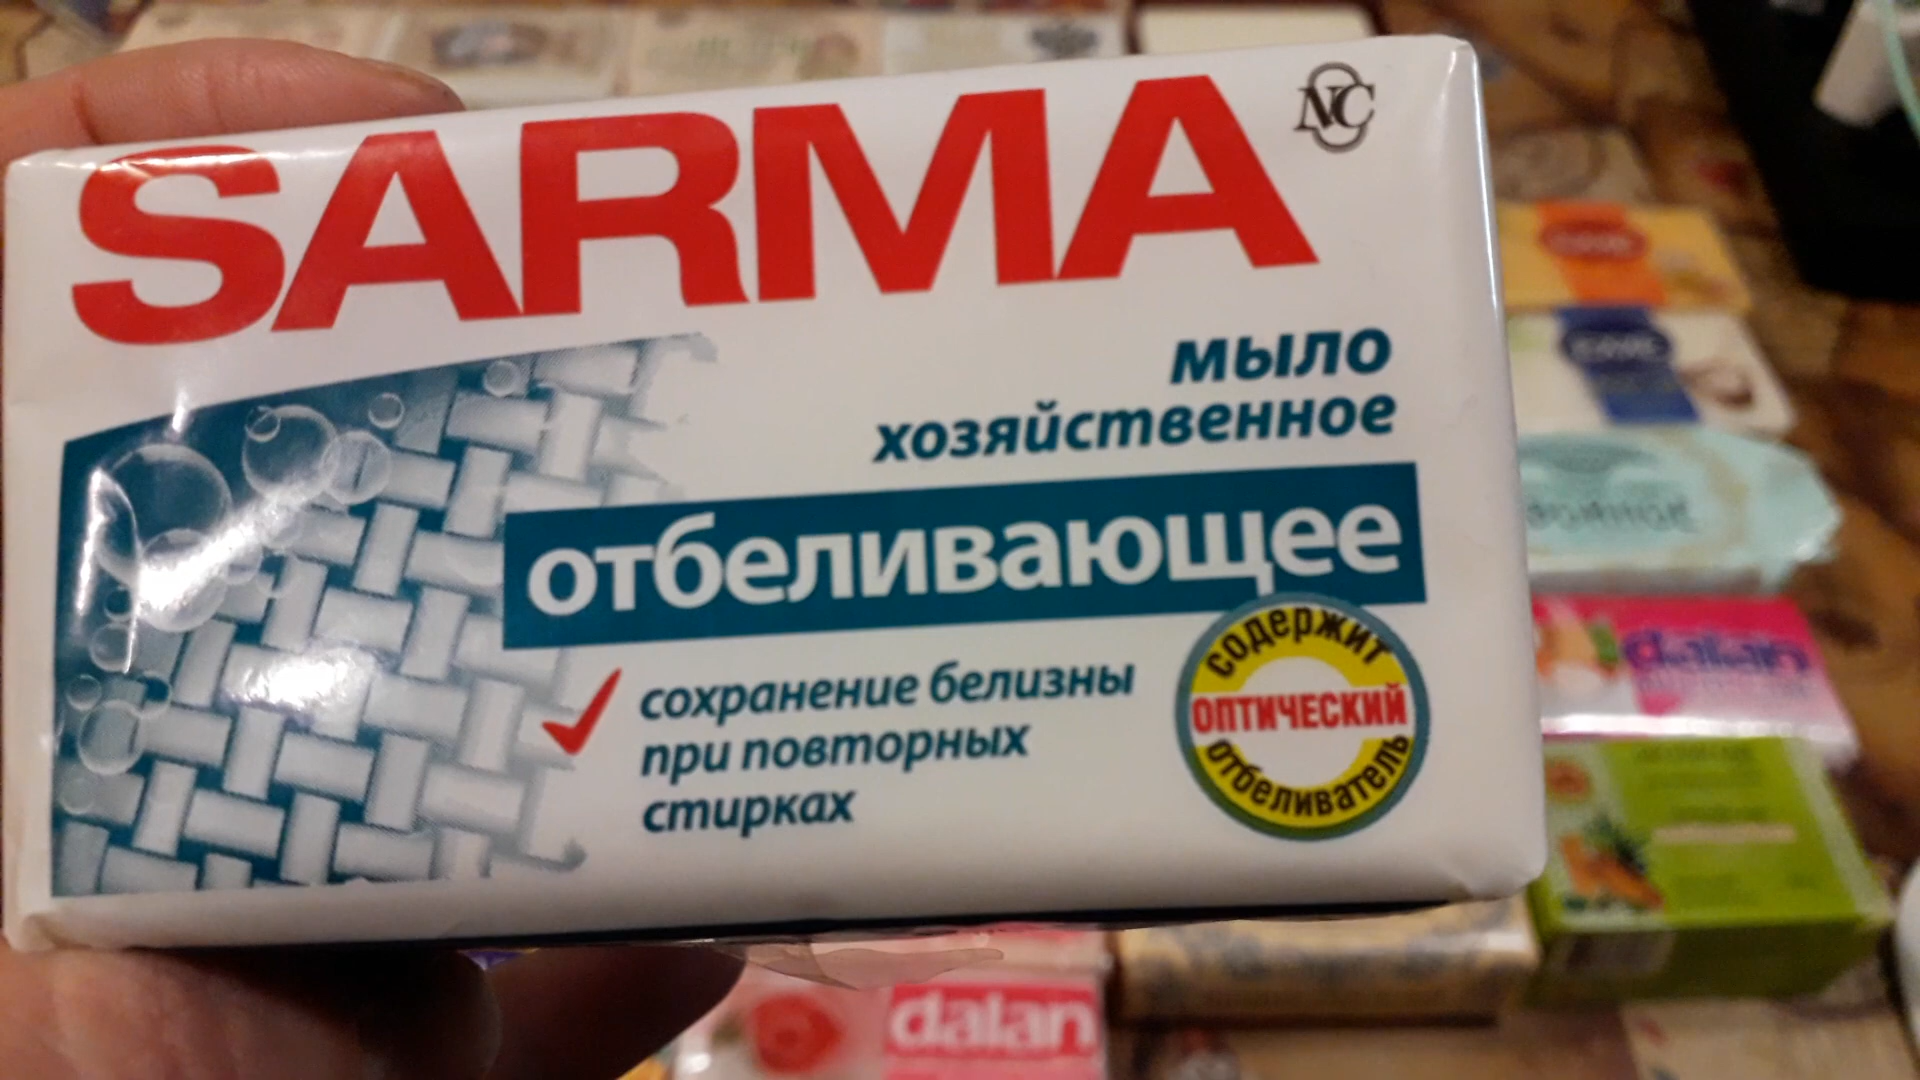 SARMA
NC
мыло
хозяйственное
отбеливающее
сохранение белизны
при повторных
стирках
содержит
ОПТИЧЕСКИЙ
отбеливатель
dalan
dalan